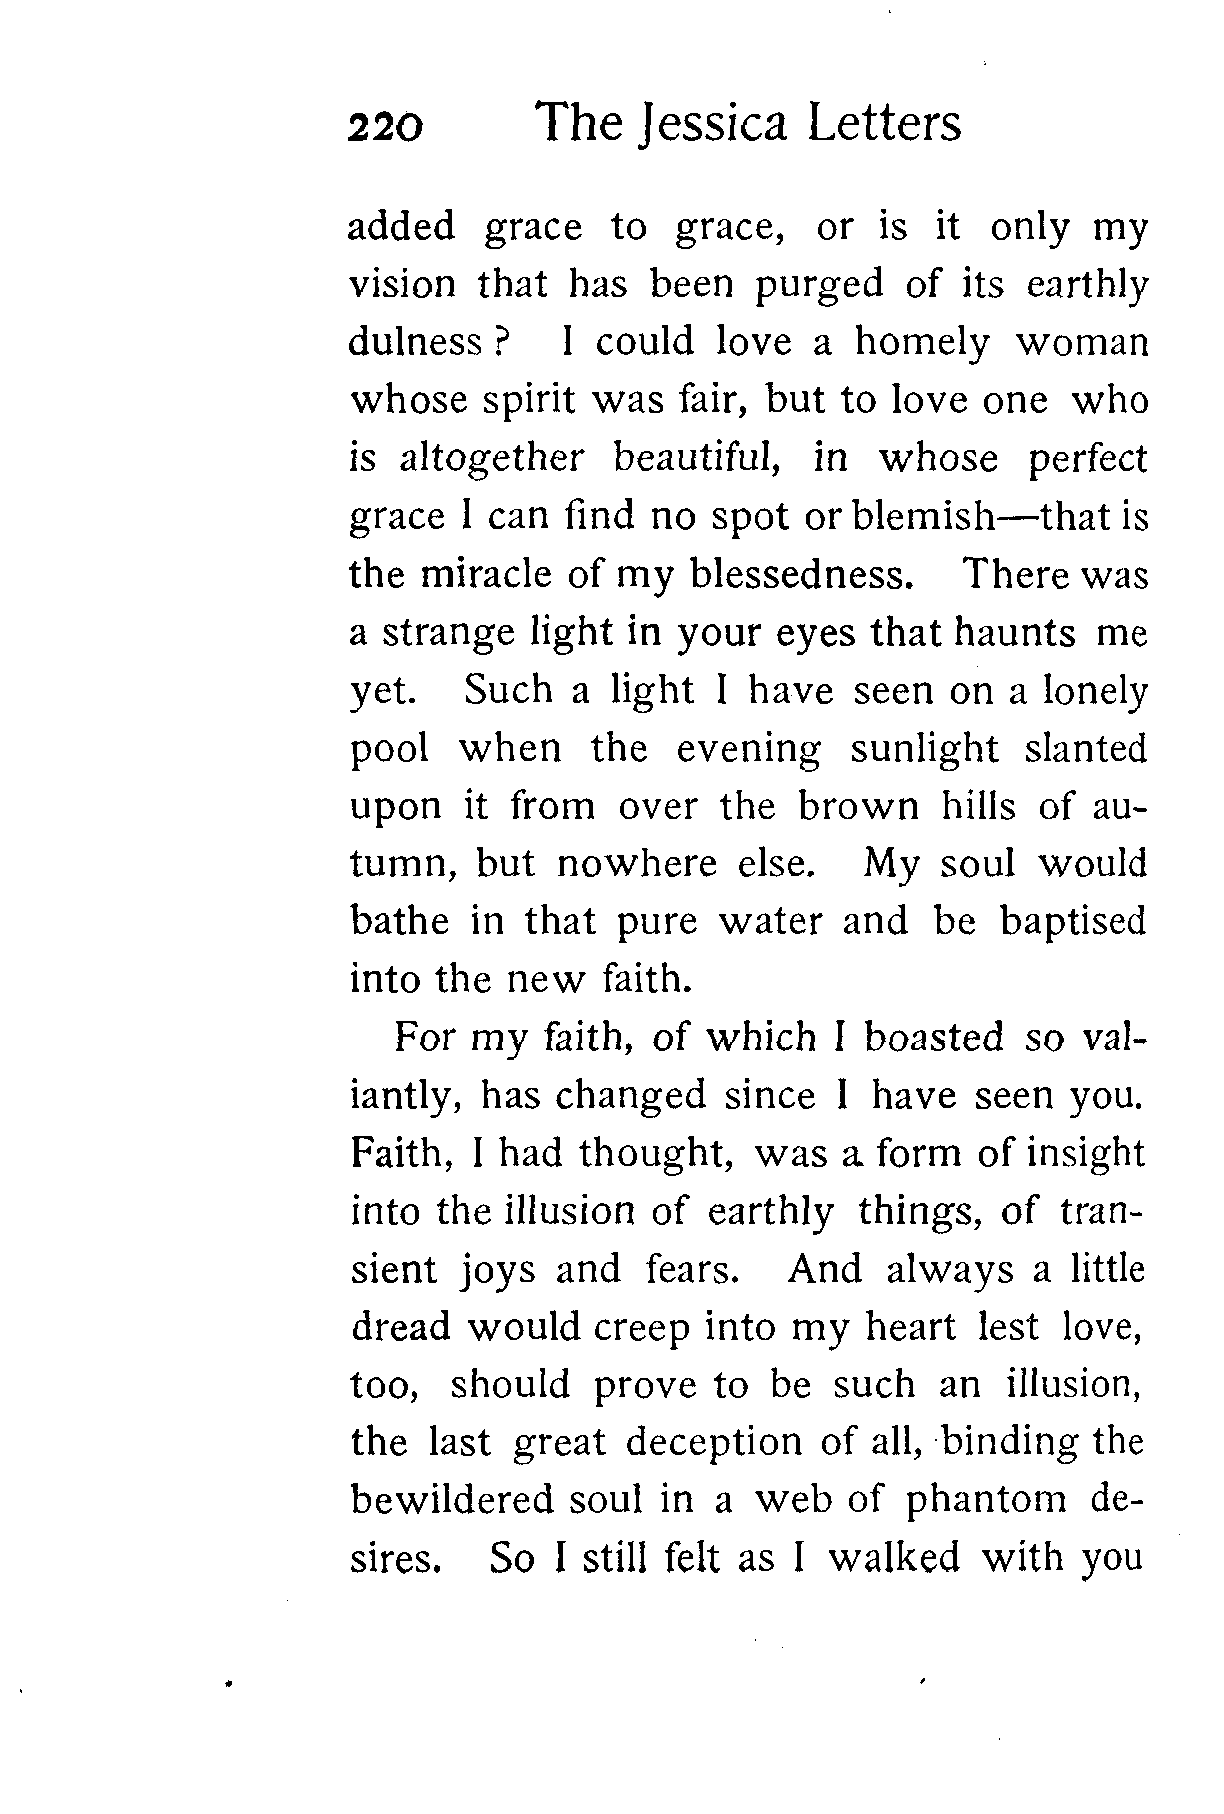 220 The Jessica Letters
added grace to grace, or is it only my
vision that has been purged of its earthly
dulness ? I could love a homely woman
whose spirit was fair, but to love one who
is altogether beautiful, in whose perfect
grace I can find no spot or blemish—that is
the miracle of my blessedness. There was
a strange light in your eyes that haunts me
yet. Such a light I have seen on a lonely
pool when the evening sunlight slanted
upon it from over the brown hills of au-
tumn, but nowhere else. My soul would
bathe in that pure water and be baptised
into the new faith.
For my faith, of which I boasted so val-
iantly, has changed since I have seen you.
Faith, I had thought, was a form of insight
into the illusion of earthly things, of tran-
sient joys and fears. And always a little
dread would creep into my heart lest love,
too, should prove to be such an illusion,
the last great deception of all, binding the
bewildered soul in a web of phantom de-
sires. So I still felt as I walked with you